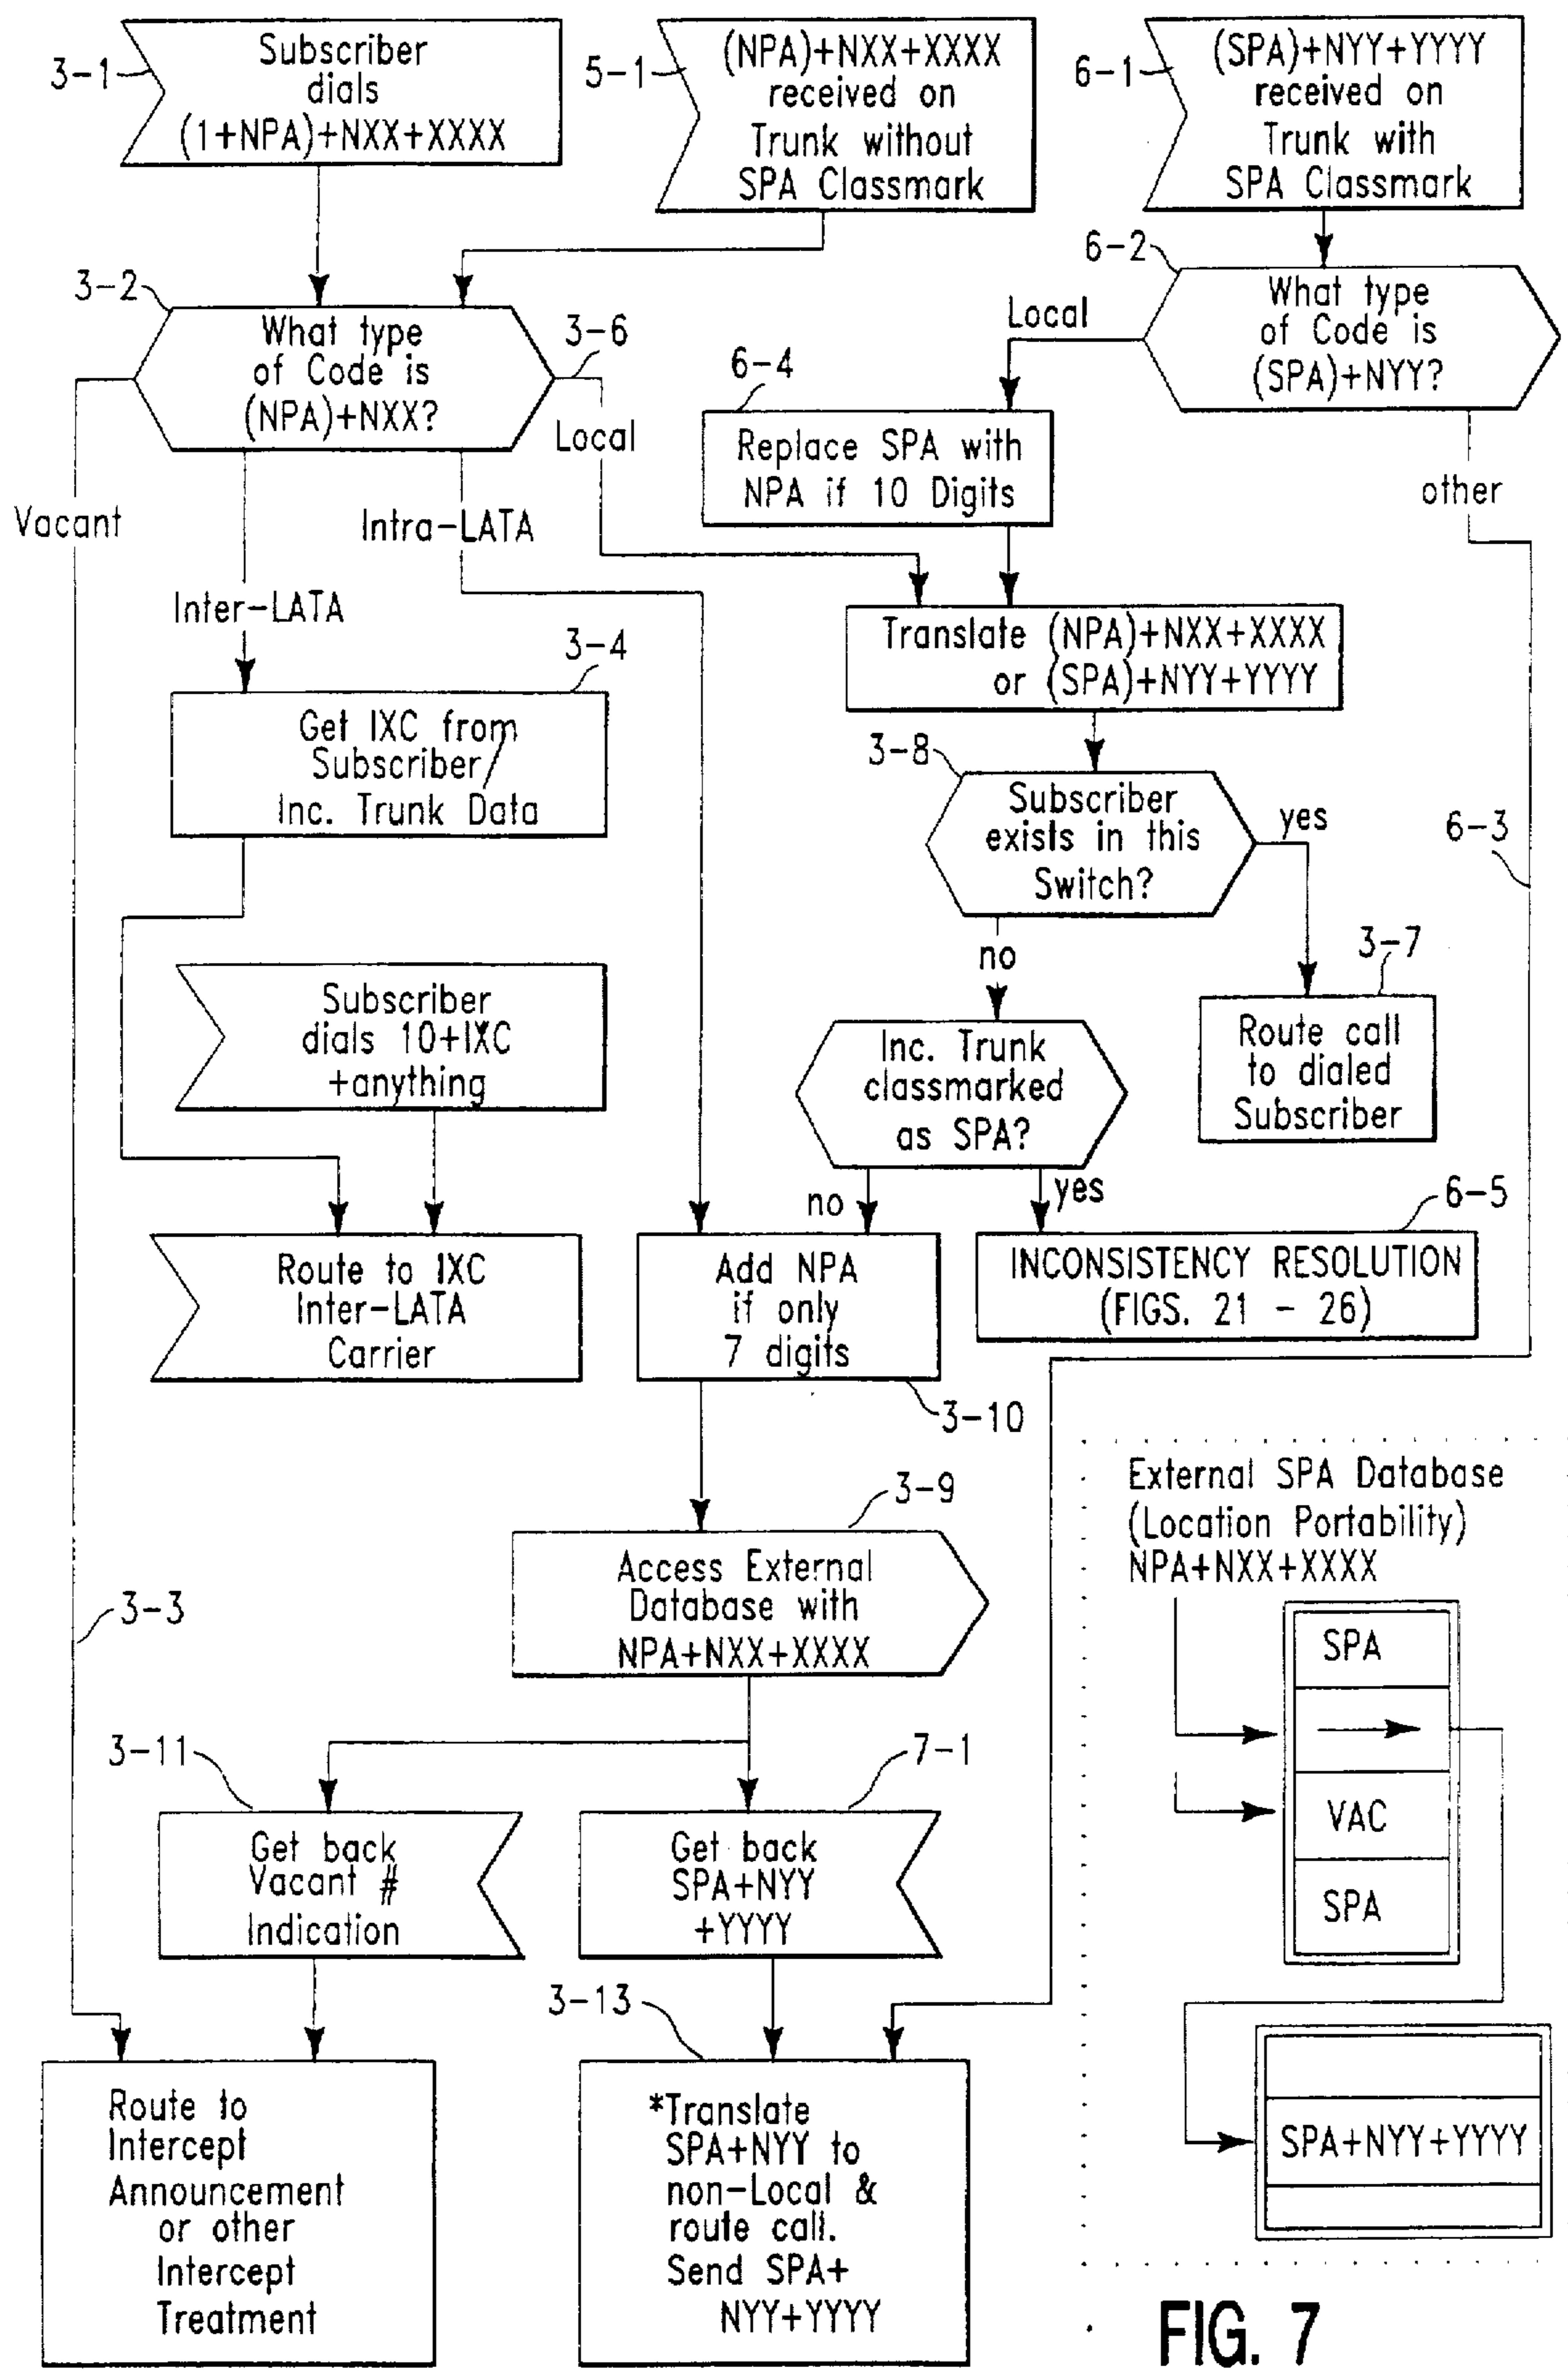 3-1
Subscriber
dials
(1+NPA)+NXX+XXXX
5-1
(NPA)+NXX+XXXX
received on
Trunk without
SPA Classmark
6-1
(SPA)+NYY+YYYY
received on
Trunk with
SPA Classmark
3-2
What type
of Code is
(NPA)+NXX?
3-6
Local
Vacant
Inter-LATA
Intra-LATA
6-2
What type
of Code is
(SPA)+NYY?
Local
other
6-4
Replace SPA with
NPA if 10 Digits
Translate (NPA)+NXX+XXXX
or (SPA)+NYY+YYYY
3-4
Get IXC from
Subscriber/
Inc. Trunk Data
3-8
Subscriber
exists in this
Switch?
yes
no
6-3
3-7
Route call
to dialed
Subscriber
Subscriber
dials 10+IXC
+anything
Inc. Trunk
classmarked
as SPA?
no
yes
6-5
INCONSISTENCY RESOLUTION
(FIGS. 21 - 26)
Route to IXC
Inter-LATA
Carrier
Add NPA
if only
7 digits
3-10
3-9
Access External
Database with
NPA+NXX+XXXX
3-3
External SPA Database
(Location Portability)
NPA+NXX+XXXX
SPA
VAC
SPA
SPA+NYY+YYYY
3-11
Get back
Vacant #
Indication
7-1
Get back
SPA+NYY
+YYYY
3-13
Route to
Intercept
Announcement
or other
Intercept
Treatment
*Translate
SPA+NYY to
non-Local &
route call.
Send SPA+
NYY+YYYY
FIG. 7